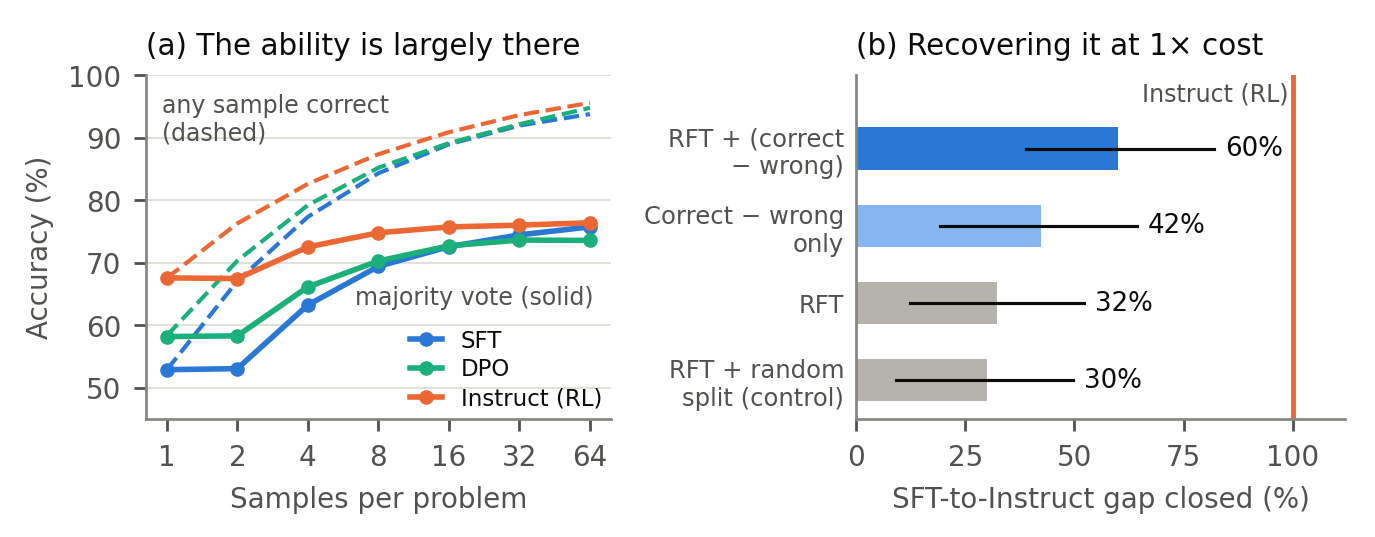 (a) The ability is largely there
any sample correct
(dashed)
majority vote (solid)
SFT
DPO
Instruct (RL)
100
90
80
70
60
50
Accuracy (%)
1 2 4 8 16 32 64
Samples per problem
(b) Recovering it at 1× cost
Instruct (RL)
RFT + (correct
− wrong)
60%
Correct − wrong
only
42%
RFT
32%
RFT + random
split (control)
30%
0 25 50 75 100
SFT-to-Instruct gap closed (%)